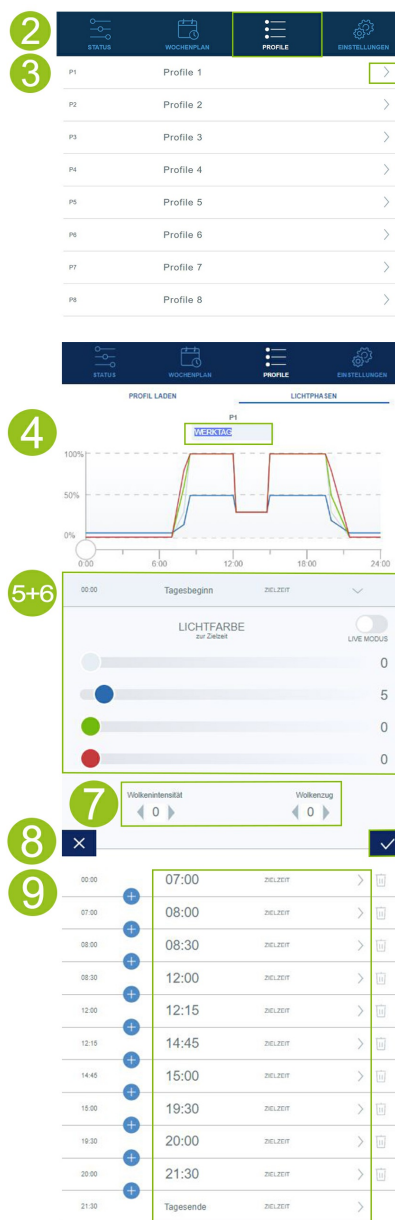 2
STATUS WOCHENPLAN PROFILE EINSTELLUNGEN
3
P1 Profile 1
P2 Profile 2
P3 Profile 3
P4 Profile 4
P5 Profile 5
P6 Profile 6
P7 Profile 7
P8 Profile 8
STATUS WOCHENPLAN PROFILE EINSTELLUNGEN
PROFIL LADEN LICHTPHASEN
P1
4
WERKTAG
100%
50%
0%
0:00 6:00 12:00 18:00 24:00
5+6
00:00 Tagesbeginn ZIELZEIT
LICHTFARBE
zur Zielzeit
LIVE MODUS
0
5
0
0
7
Wolkenintensität Wolkenzug
0 0
8
9
00:00 07:00 ZIELZEIT
07:00 08:00 ZIELZEIT
08:00 08:30 ZIELZEIT
08:30 12:00 ZIELZEIT
12:00 12:15 ZIELZEIT
12:15 14:45 ZIELZEIT
14:45 15:00 ZIELZEIT
15:00 19:30 ZIELZEIT
19:30 20:00 ZIELZEIT
20:00 21:30 ZIELZEIT
21:30 Tagesende ZIELZEIT